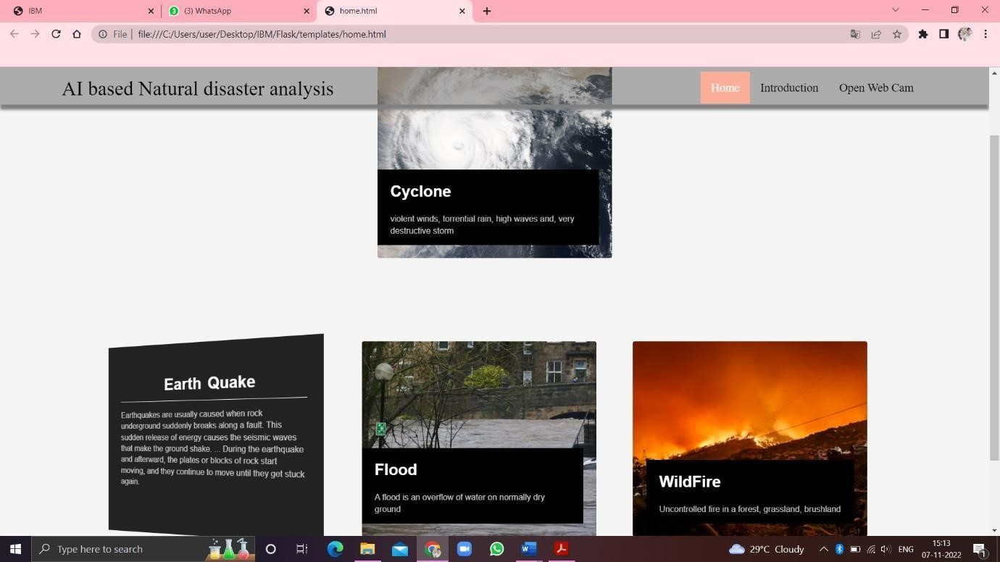 IBM
(3) WhatsApp
home.html
File | file:///C:/Users/user/Desktop/IBM/Flask/templates/home.html
AI based Natural disaster analysis
Home Introduction Open Web Cam
Cyclone
violent winds, torrential rain, high waves and, very
destructive storm
Earth Quake
Earthquakes are usually caused when rock
underground suddenly breaks along a fault. This
sudden release of energy causes the seismic waves
that make the ground shake. ... During the earthquake
and afterward, the plates or blocks of rock start
moving, and they continue to move until they get stuck
again.
Flood
A flood is an overflow of water on normally dry
ground
WildFire
Uncontrolled fire in a forest, grassland, brushland
Type here to search
29°C Cloudy
ENG
15:13
07-11-2022
1